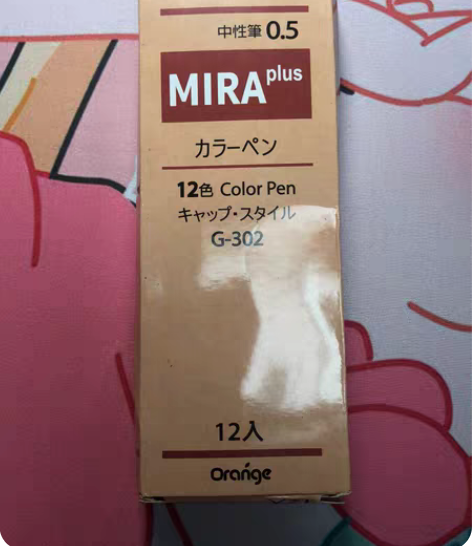 中性筆 0.5
MIRA plus
カラーペン
12色 Color Pen
キャップ・スタイル
G-302
12入
Orange